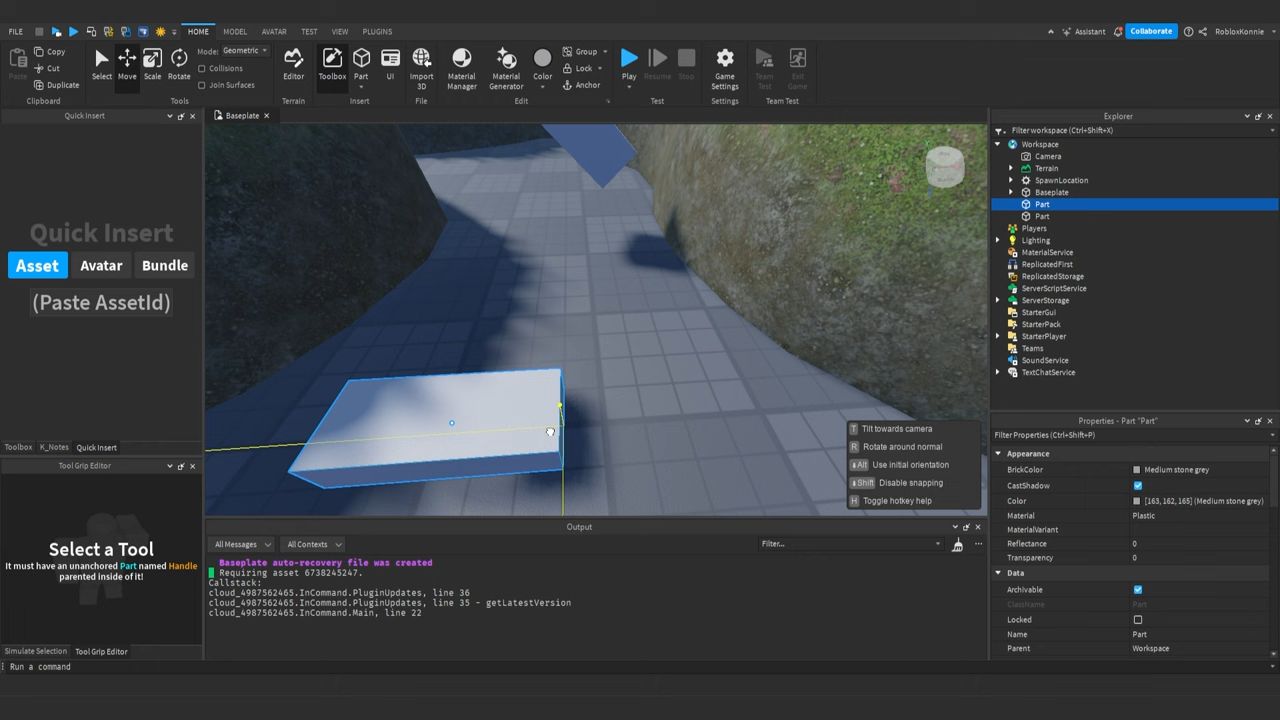 FILE HOME MODEL AVATAR TEST VIEW PLUGINS Assistant Collaborate RobloxKonnie
Paste Copy Cut Duplicate Select Move Scale Rotate Mode: Geometric Collisions Join Surfaces Editor Toolbox Part UI Import 3D Material Manager Material Generator Color Group Lock Anchor Play Resume Stop Game Settings Team Test Exit Game
Clipboard Tools Terrain Insert File Edit Test Settings Team Test
Quick Insert
Quick Insert
Asset Avatar Bundle
(Paste AssetId)
Toolbox K_Notes Quick Insert
Tool Grip Editor
Select a Tool
It must have an unanchored Part named Handle
parented inside of it!
Simulate Selection Tool Grip Editor
Baseplate
T Tilt towards camera
R Rotate around normal
Alt Use initial orientation
Shift Disable snapping
H Toggle hotkey help
Output
All Messages All Contexts Filter...
Baseplate auto-recovery file was created
Requiring asset 6738245247.
Callstack:
cloud_4987562465.InCommand.PluginUpdates, line 36
cloud_4987562465.InCommand.PluginUpdates, line 35 - getLatestVersion
cloud_4987562465.InCommand.Main, line 22
Explorer
Filter workspace (Ctrl+Shift+X)
Workspace
Camera
Terrain
SpawnLocation
Baseplate
Part
Part
Players
Lighting
MaterialService
ReplicatedFirst
ReplicatedStorage
ServerScriptService
ServerStorage
StarterGui
StarterPack
StarterPlayer
Teams
SoundService
TextChatService
Properties - Part "Part"
Filter Properties (Ctrl+Shift+P)
Appearance
BrickColor Medium stone grey
CastShadow
Color [163, 162, 165] (Medium stone grey)
Material Plastic
MaterialVariant
Reflectance 0
Transparency 0
Data
Archivable
ClassName Part
Locked
Name Part
Parent Workspace
Run a command